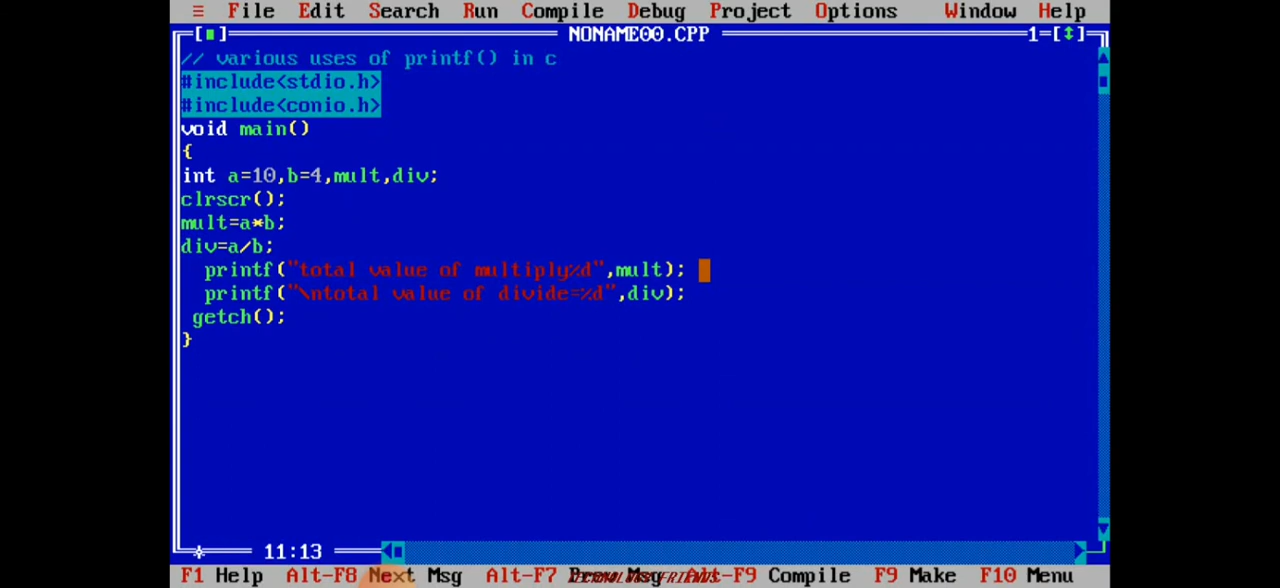 ≡ File Edit Search Run Compile Debug Project Options Window Help
[■] NONAME00.CPP 1=[↕]
// various uses of printf() in c
#include<stdio.h>
#include<conio.h>
void main()
{
int a=10,b=4,mult,div;
clrscr();
mult=a*b;
div=a/b;
printf("total value of multiply%d",mult);
printf("\ntotal value of divide=%d",div);
getch();
}
11:13
F1 Help Alt-F8 Next Msg Alt-F7 Prev Msg Alt-F9 Compile F9 Make F10 Menu